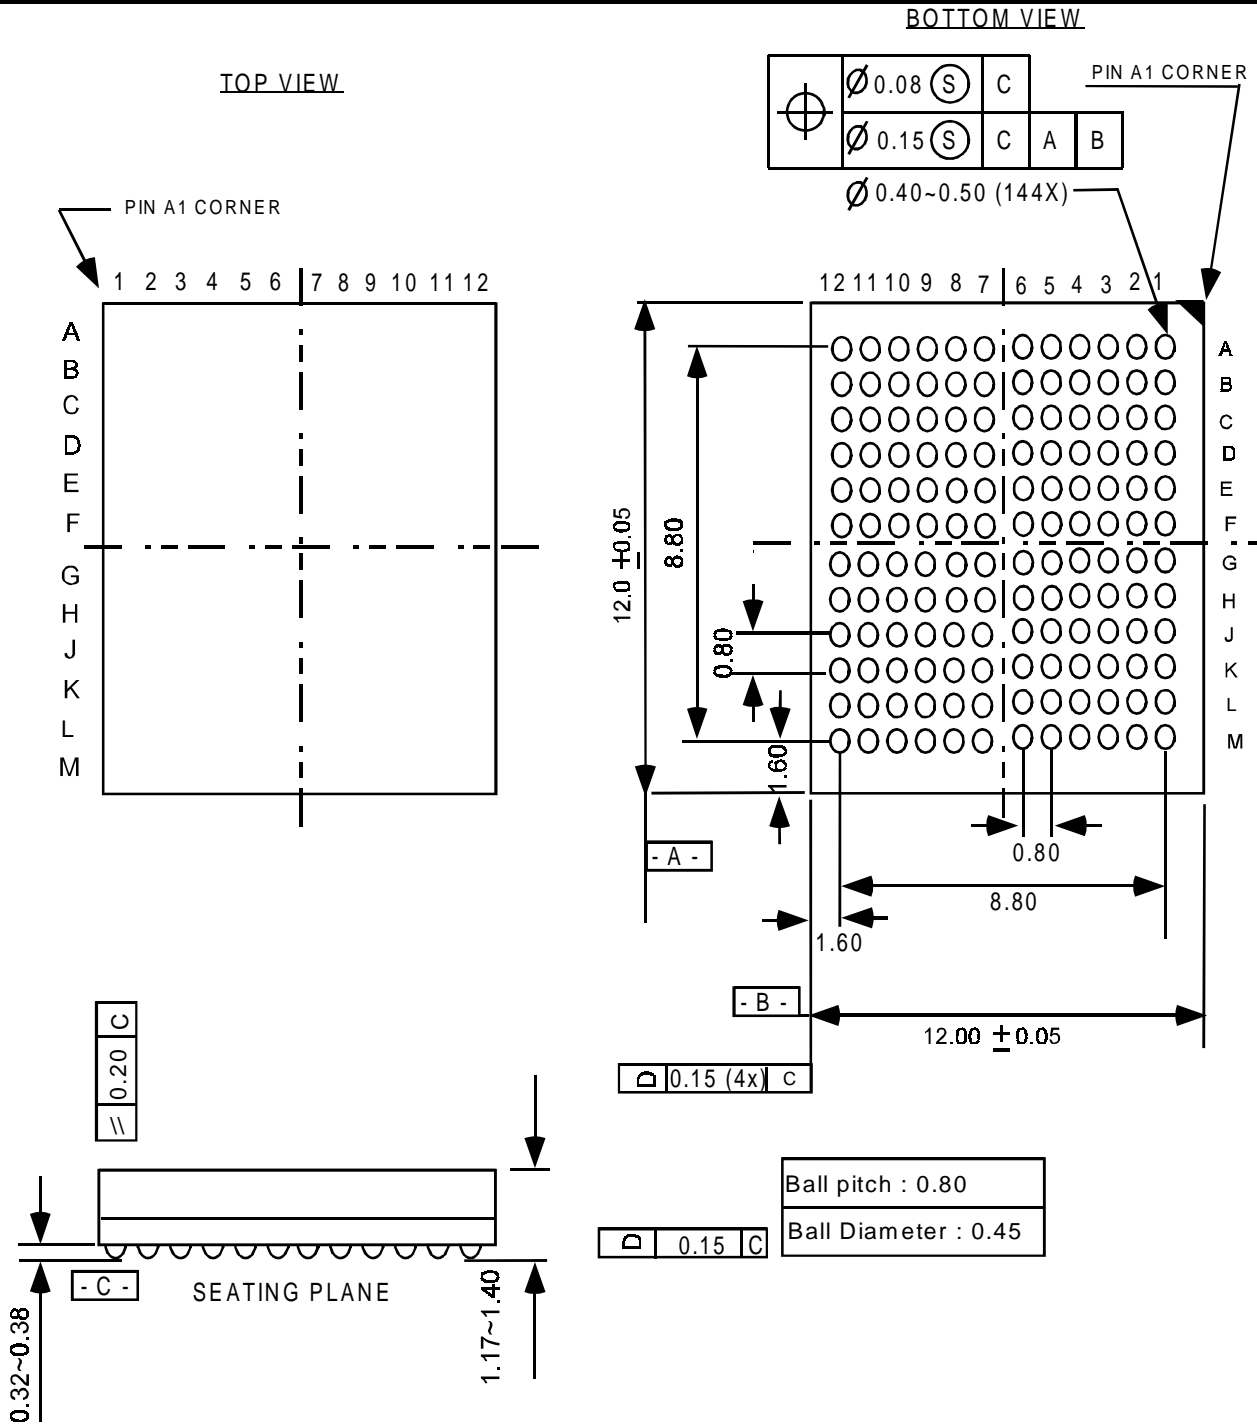 BOTTOM VIEW
TOP VIEW
PIN A1 CORNER
Ø 0.08 Ⓢ C
Ø 0.15 Ⓢ C A B
Ø 0.40~0.50 (144X)
PIN A1 CORNER
1 2 3 4 5 6 7 8 9 10 11 12
12 11 10 9 8 7 6 5 4 3 2 1
A
B
C
D
E
F
G
H
J
K
L
M
A
B
C
D
E
F
G
H
J
K
L
M
12.0 ±0.05
8.80
0.80
1.60
0.80
8.80
1.60
- A -
- B -
12.00 ± 0.05
0.15 (4x) C
// 0.20 C
Ball pitch : 0.80
Ball Diameter : 0.45
0.15 C
- C -
SEATING PLANE
0.32~0.38
1.17~1.40